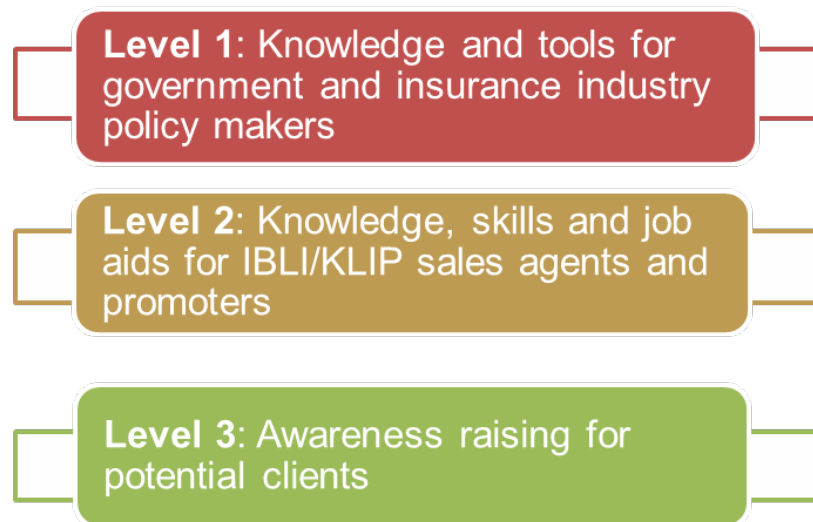 Level 1: Knowledge and tools for
government and insurance industry
policy makers
Level 2: Knowledge, skills and job
aids for IBLI/KLIP sales agents and
promoters
Level 3: Awareness raising for
potential clients